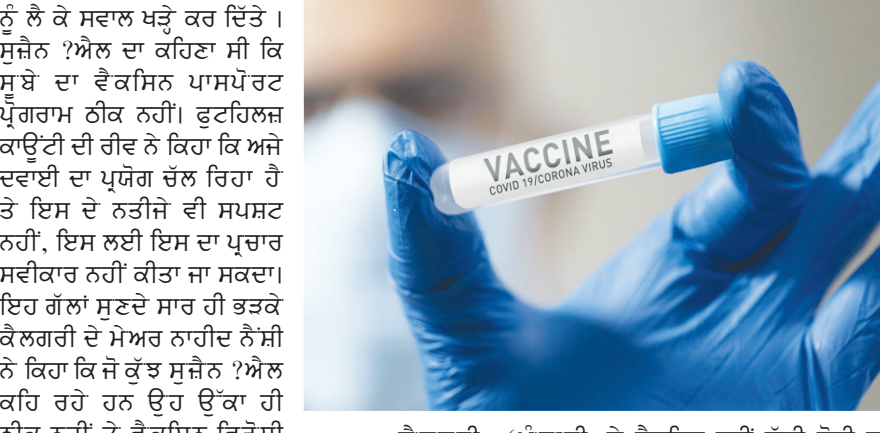 ਨੂੰ ਲੈ ਕੇ ਸਵਾਲ ਖੜ੍ਹੇ ਕਰ ਦਿੱਤੇ ।
ਸੁਜ਼ੈਨ ?ਐਲ ਦਾ ਕਹਿਣਾ ਸੀ ਕਿ
ਸੂਬੇ ਦਾ ਵੈਕਸਿਨ ਪਾਸਪੋਰਟ
ਪ੍ਰੋਗਰਾਮ ਠੀਕ ਨਹੀਂ। ਫੁਟਹਿਲਜ਼
ਕਾਊਂਟੀ ਦੀ ਰੀਵ ਨੇ ਕਿਹਾ ਕਿ ਅਜੇ
ਦਵਾਈ ਦਾ ਪ੍ਰਯੋਗ ਚੱਲ ਰਿਹਾ ਹੈ
ਤੇ ਇਸ ਦੇ ਨਤੀਜੇ ਵੀ ਸਪਸ਼ਟ
ਨਹੀਂ, ਇਸ ਲਈ ਇਸ ਦਾ ਪ੍ਰਚਾਰ
ਸਵੀਕਾਰ ਨਹੀਂ ਕੀਤਾ ਜਾ ਸਕਦਾ।
ਇਹ ਗੱਲਾਂ ਸੁਣਦੇ ਸਾਰ ਹੀ ਭੜਕੇ
ਕੈਲਗਰੀ ਦੇ ਮੇਅਰ ਨਾਹੀਦ ਨੈਂਸ਼ੀ
ਨੇ ਕਿਹਾ ਕਿ ਜੋ ਕੁੱਝ ਸੁਜ਼ੈਨ ?ਐਲ
ਕਹਿ ਰਹੇ ਹਨ ਉਹ ਉੱਕਾ ਹੀ
VACCINE
COVID 19/CORONA VIRUS